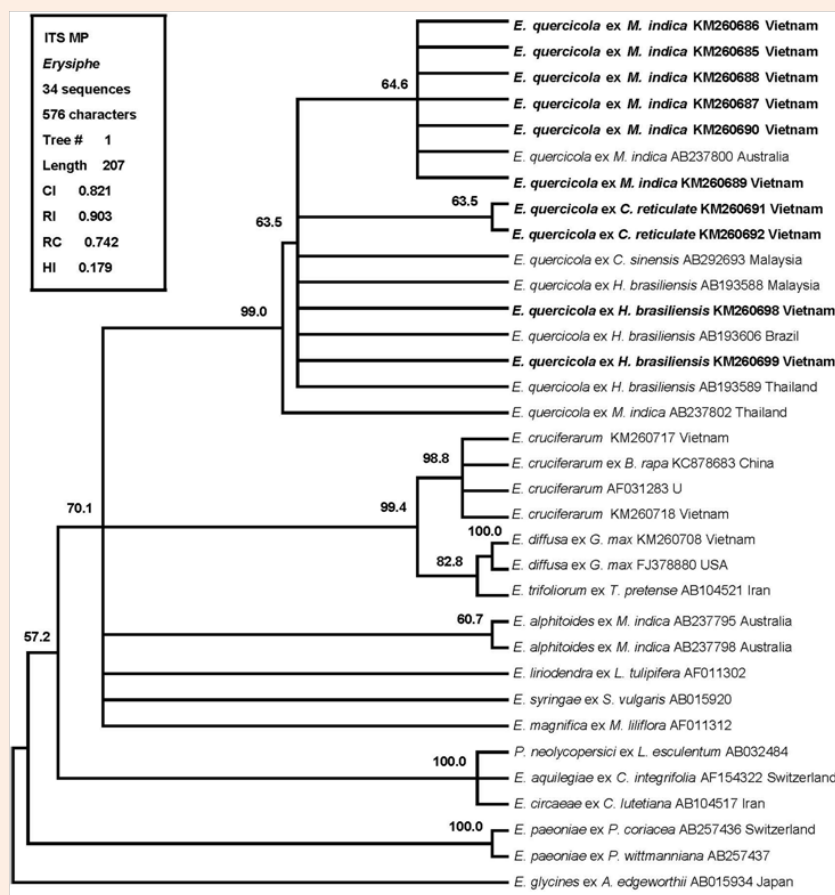 ITS MP
Erysiphe
34 sequences
576 characters
Tree # 1
Length 207
CI 0.821
RI 0.903
RC 0.742
HI 0.179
E. quercicola ex M. indica KM260686 Vietnam
E. quercicola ex M. indica KM260685 Vietnam
E. quercicola ex M. indica KM260688 Vietnam
64.6
E. quercicola ex M. indica KM260687 Vietnam
E. quercicola ex M. indica KM260690 Vietnam
E. quercicola ex M. indica AB237800 Australia
E. quercicola ex M. indica KM260689 Vietnam
63.5
E. quercicola ex C. reticulate KM260691 Vietnam
63.5
E. quercicola ex C. reticulate KM260692 Vietnam
E. quercicola ex C. sinensis AB292693 Malaysia
E. quercicola ex H. brasiliensis AB193588 Malaysia
E. quercicola ex H. brasiliensis KM260698 Vietnam
99.0
E. quercicola ex H. brasiliensis AB193606 Brazil
E. quercicola ex H. brasiliensis KM260699 Vietnam
E. quercicola ex H. brasiliensis AB193589 Thailand
E. quercicola ex M. indica AB237802 Thailand
E. cruciferarum KM260717 Vietnam
98.8
E. cruciferarum ex B. rapa KC878683 China
E. cruciferarum AF031283 U
99.4
E. cruciferarum KM260718 Vietnam
70.1
100.0
E. diffusa ex G. max KM260708 Vietnam
82.8
E. diffusa ex G. max FJ378880 USA
E. trifoliorum ex T. pretense AB104521 Iran
60.7
E. alphitoides ex M. indica AB237795 Australia
57.2
E. alphitoides ex M. indica AB237798 Australia
E. liriodendra ex L. tulipifera AF011302
E. syringae ex S. vulgaris AB015920
E. magnifica ex M. liliflora AF011312
P. neolycopersici ex L. esculentum AB032484
100.0
E. aquilegiae ex C. integrifolia AF154322 Switzerland
E. circaeae ex C. lutetiana AB104517 Iran
100.0
E. paeoniae ex P. coriacea AB257436 Switzerland
E. paeoniae ex P. wittmanniana AB257437
E. glycines ex A. edgeworthii AB015934 Japan